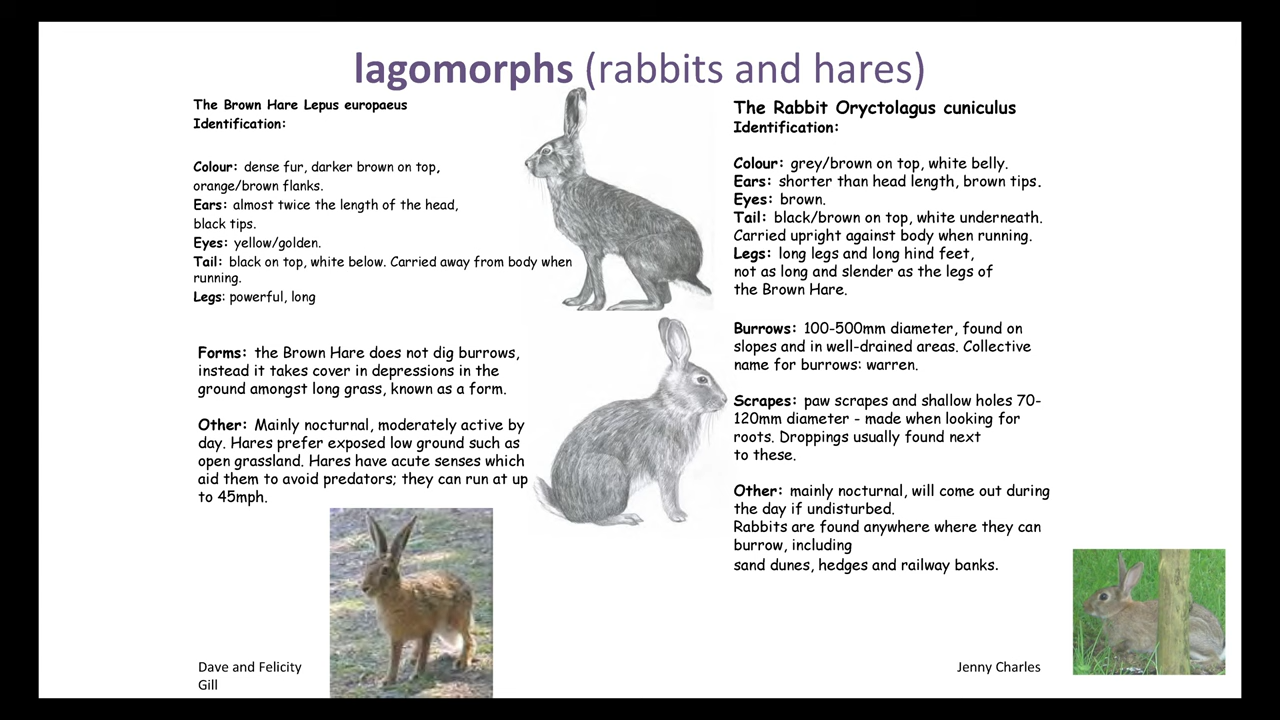 lagomorphs (rabbits and hares)
The Brown Hare Lepus europaeus
Identification:
Colour: dense fur, darker brown on top,
orange/brown flanks.
Ears: almost twice the length of the head,
black tips.
Eyes: yellow/golden.
Tail: black on top, white below. Carried away from body when
running.
Legs: powerful, long
Forms: the Brown Hare does not dig burrows,
instead it takes cover in depressions in the
ground amongst long grass, known as a form.
Other: Mainly nocturnal, moderately active by
day. Hares prefer exposed low ground such as
open grassland. Hares have acute senses which
aid them to avoid predators; they can run at up
to 45mph.
Dave and Felicity
Gill
The Rabbit Oryctolagus cuniculus
Identification:
Colour: grey/brown on top, white belly.
Ears: shorter than head length, brown tips.
Eyes: brown.
Tail: black/brown on top, white underneath.
Carried upright against body when running.
Legs: long legs and long hind feet,
not as long and slender as the legs of
the Brown Hare.
Burrows: 100-500mm diameter, found on
slopes and in well-drained areas. Collective
name for burrows: warren.
Scrapes: paw scrapes and shallow holes 70-
120mm diameter - made when looking for
roots. Droppings usually found next
to these.
Other: mainly nocturnal, will come out during
the day if undisturbed.
Rabbits are found anywhere where they can
burrow, including
sand dunes, hedges and railway banks.
Jenny Charles